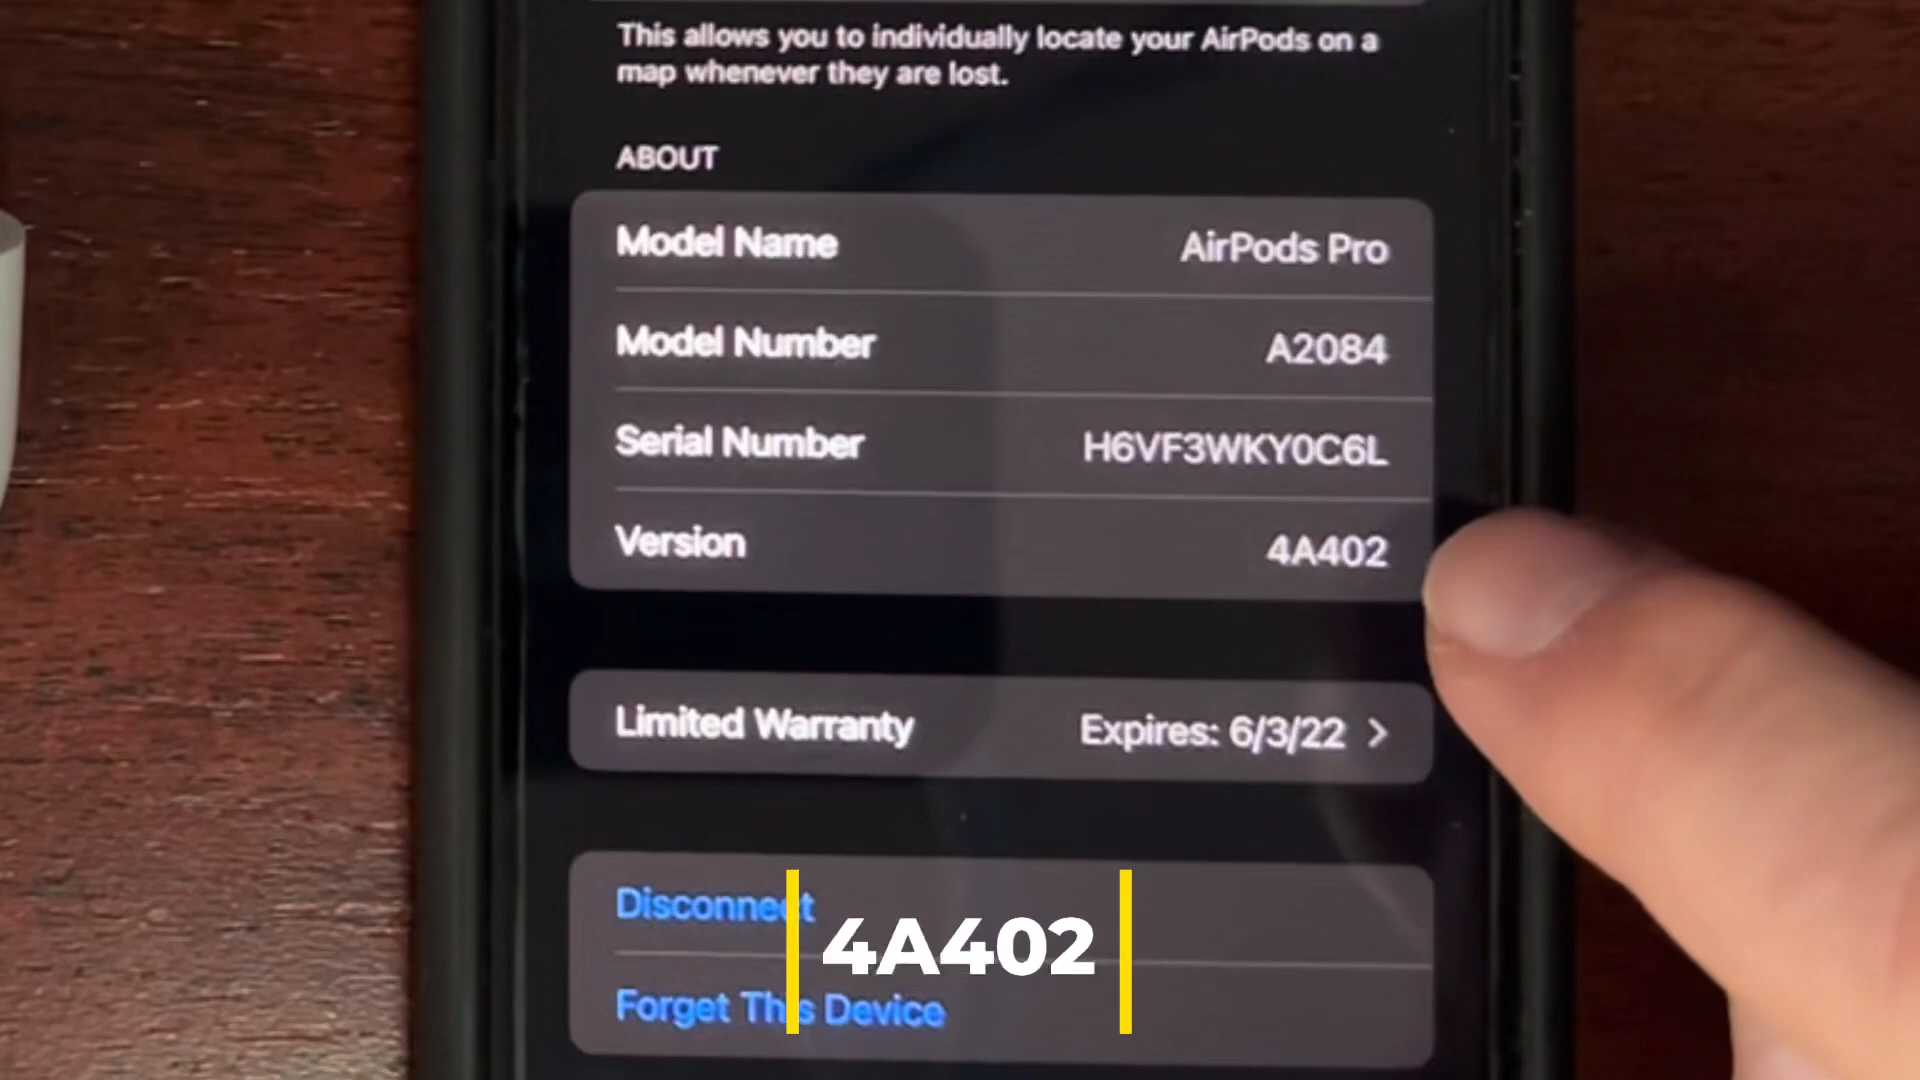 This allows you to individually locate your AirPods on a
map whenever they are lost.
ABOUT
Model Name AirPods Pro
Model Number A2084
Serial Number H6VF3WKY0C6L
Version 4A402
Limited Warranty Expires: 6/3/22 >
Disconnect
4A402
Forget This Device